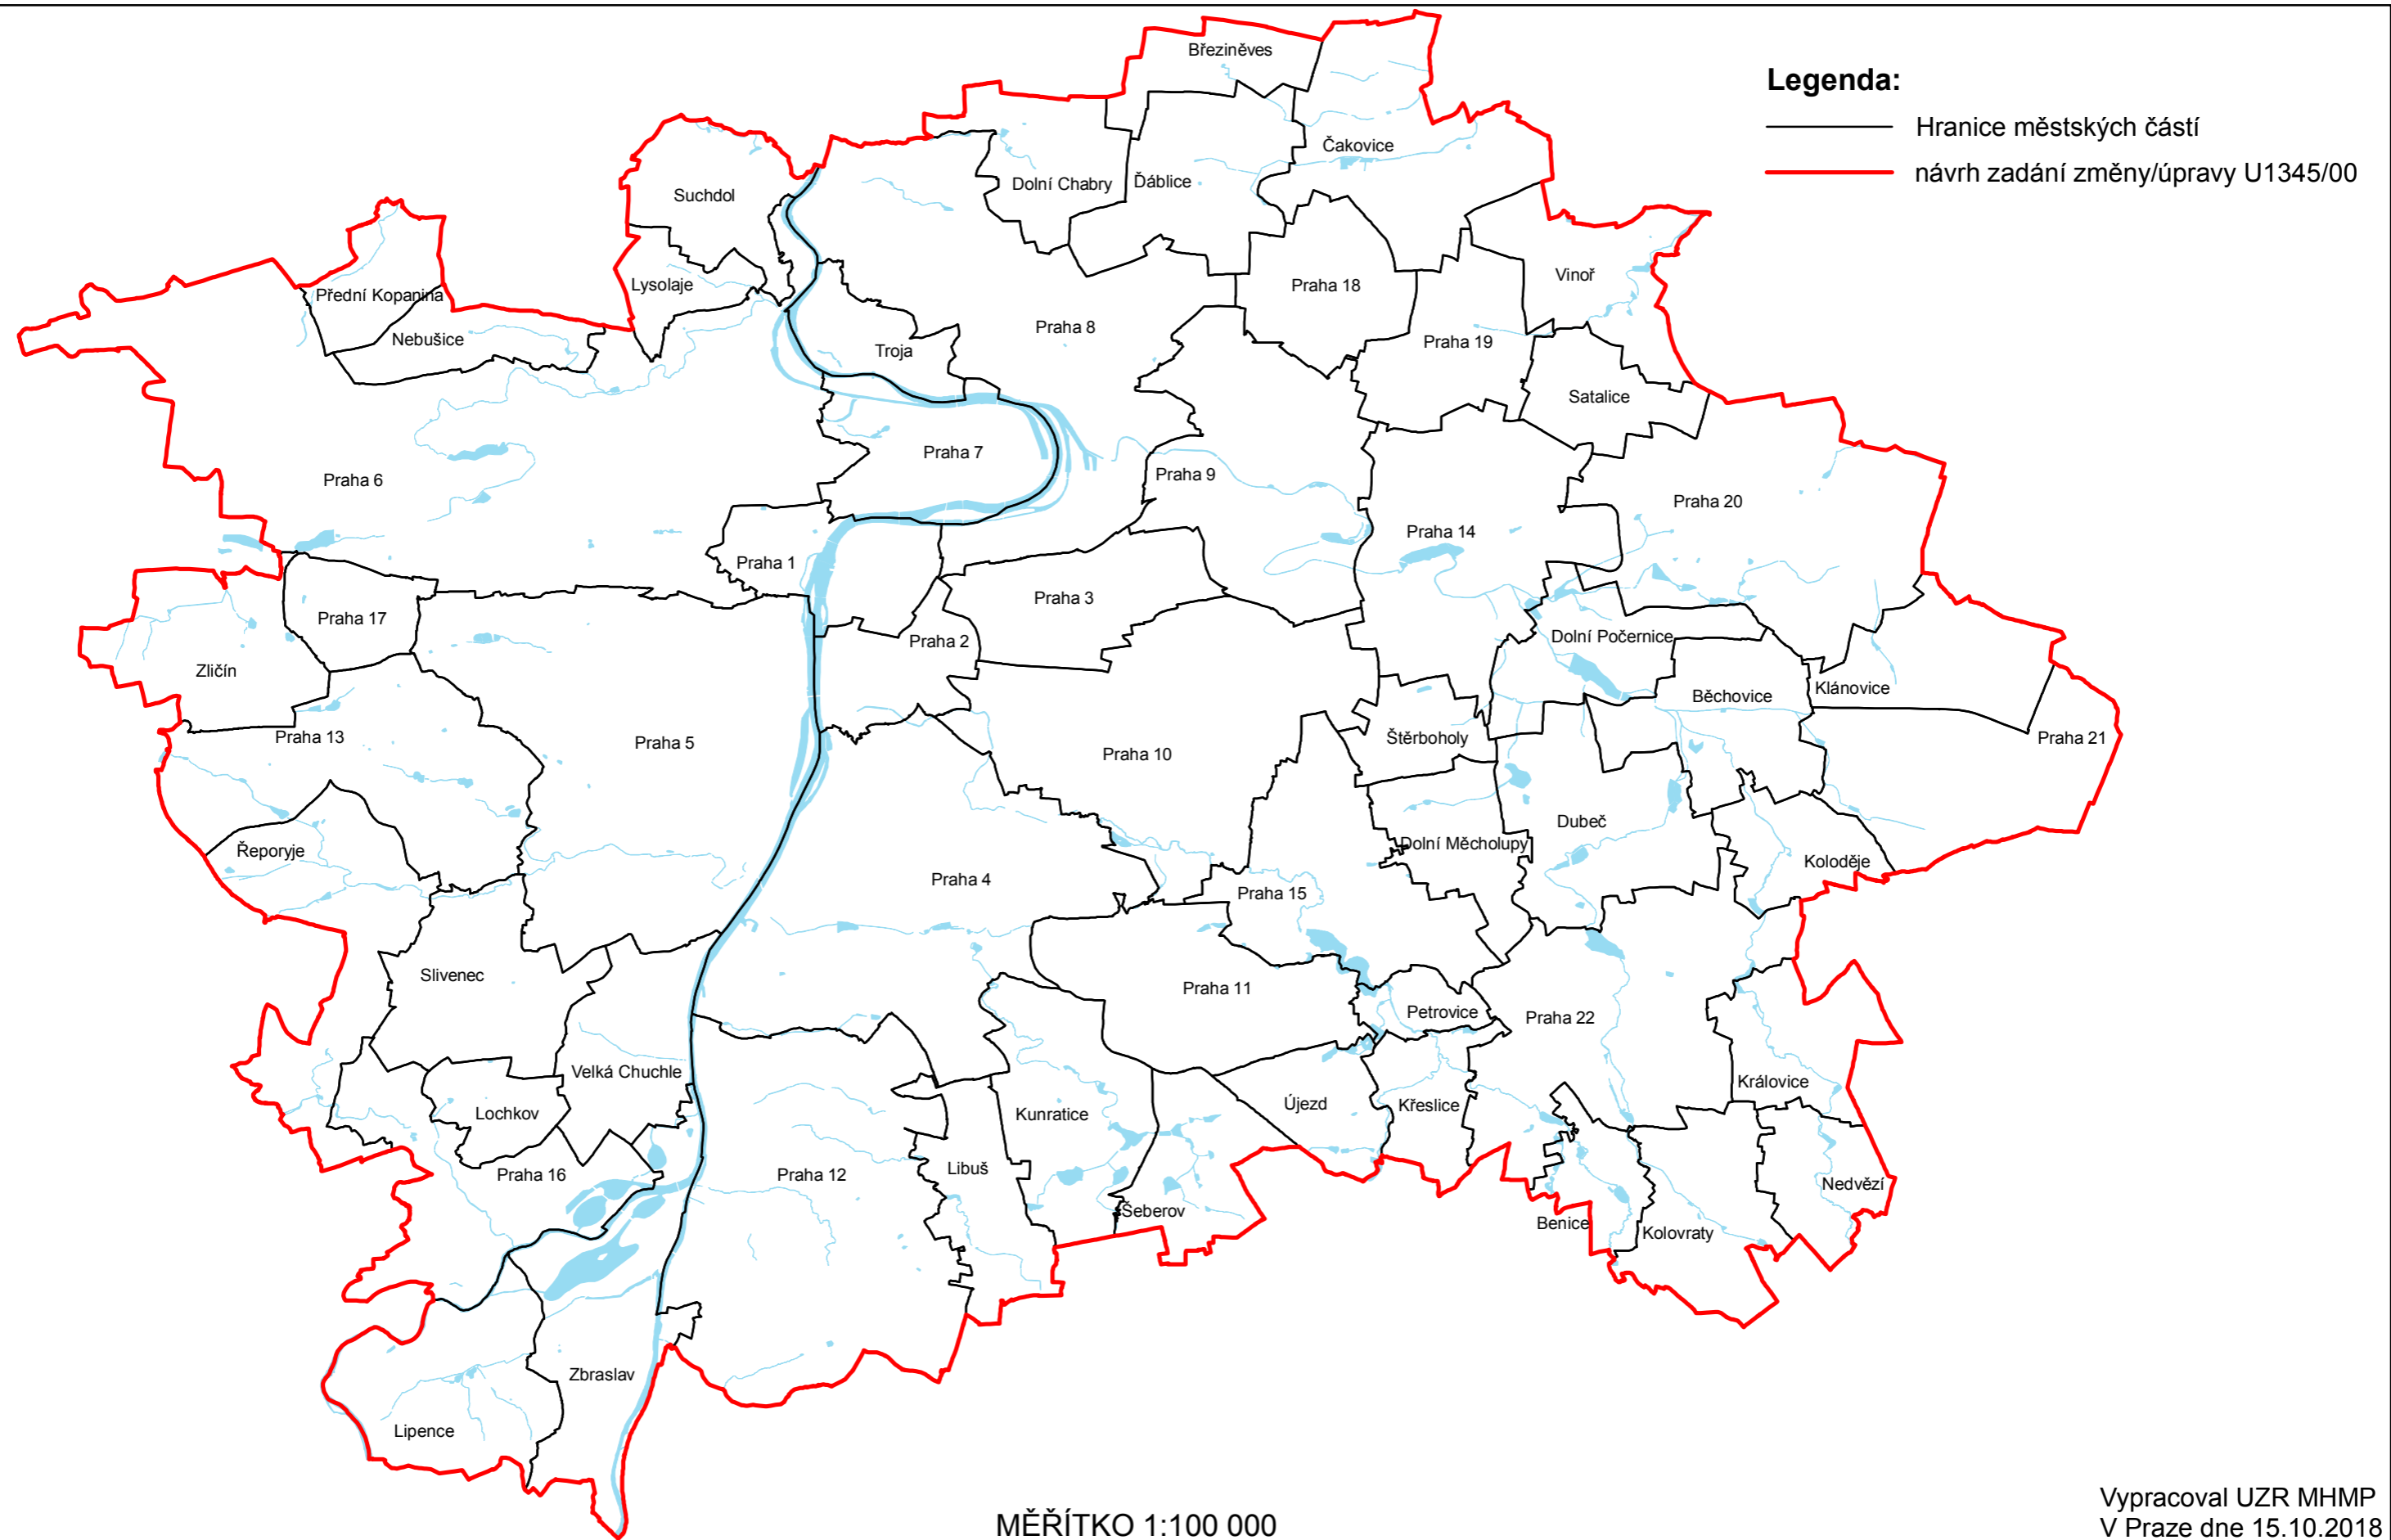 Březiněves
Legenda:
Hranice městských částí
návrh zadání změny/úpravy U1345/00
Čakovice
Suchdol
Dolní Chabry
Ďáblice
Vinoř
Lysolaje
Praha 18
Přední Kopanina
Nebušice
Praha 8
Troja
Praha 19
Satalice
Praha 7
Praha 6
Praha 9
Praha 20
Praha 14
Praha 1
Praha 3
Praha 17
Praha 2
Dolní Počernice
Zličín
Klánovice
Běchovice
Praha 13
Praha 5
Štěrboholy
Praha 21
Praha 10
Dubeč
Dolní Měcholupy
Řeporyje
Koloděje
Praha 4
Praha 15
Slivenec
Praha 11
Petrovice
Praha 22
Velká Chuchle
Královice
Lochkov
Kunratice
Újezd
Křeslice
Praha 16
Praha 12
Libuš
Nedvězí
Šeberov
Benice
Kolovraty
Zbraslav
Lipence
MĚŘÍTKO 1:100 000
Vypracoval UZR MHMP
V Praze dne 15.10.2018